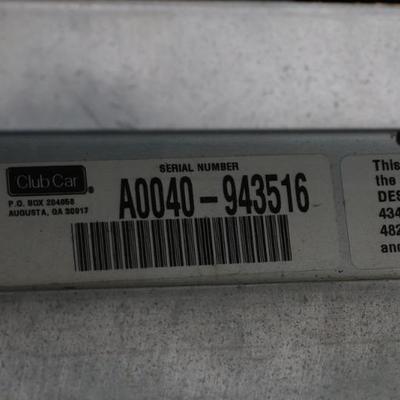 Club Car®
P.O. BOX 204658
AUGUSTA, GA 30917
SERIAL NUMBER
A0040-943516
This
the
DES
434
482
and